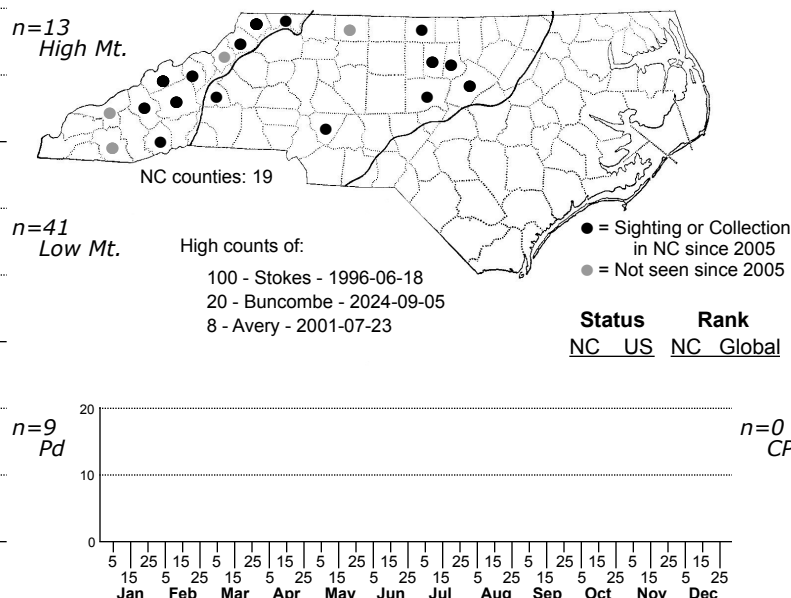 n=13
High Mt.
NC counties: 19
n=41
Low Mt.
High counts of:
100 - Stokes - 1996-06-18
20 - Buncombe - 2024-09-05
8 - Avery - 2001-07-23
= Sighting or Collection
in NC since 2005
= Not seen since 2005
Status Rank
NC US NC Global
n=9
Pd
n=0
CP
20
10
0
5 25 15 5 25 15 5 25 15 5 25 15 5 25 15 5 25 15
15 5 25 15 5 25 15 5 25 15 5 25 15 5 25 15 5 25
Jan Feb Mar Apr May Jun Jul Aug Sep Oct Nov Dec